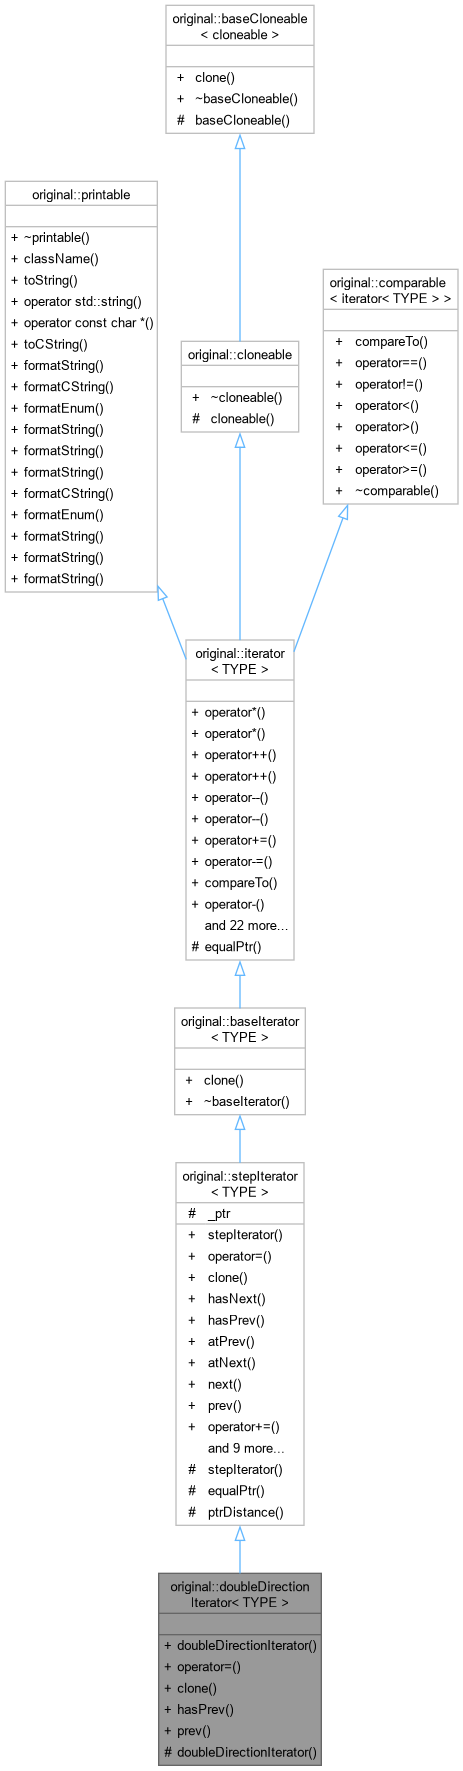 original::baseCloneable
< cloneable >
+ clone()
+ ~baseCloneable()
# baseCloneable()
original::printable
+ ~printable()
+ className()
+ toString()
+ operator std::string()
+ operator const char *()
+ toCString()
+ formatString()
+ formatCString()
+ formatEnum()
+ formatString()
+ formatString()
+ formatString()
+ formatCString()
+ formatEnum()
+ formatString()
+ formatString()
+ formatString()
original::cloneable
+ ~cloneable()
# cloneable()
original::comparable
< iterator< TYPE > >
+ compareTo()
+ operator==()
+ operator!=()
+ operator<()
+ operator>()
+ operator<=()
+ operator>=()
+ ~comparable()
original::iterator
< TYPE >
+ operator*()
+ operator*()
+ operator++()
+ operator++()
+ operator--()
+ operator--()
+ operator+=()
+ operator-=()
+ compareTo()
+ operator-()
and 22 more...
# equalPtr()
original::baseIterator
< TYPE >
+ clone()
+ ~baseIterator()
original::stepIterator
< TYPE >
# _ptr
+ stepIterator()
+ operator=()
+ clone()
+ hasNext()
+ hasPrev()
+ atPrev()
+ atNext()
+ next()
+ prev()
+ operator+=()
and 9 more...
# stepIterator()
# equalPtr()
# ptrDistance()
original::doubleDirection
Iterator< TYPE >
+ doubleDirectionIterator()
+ operator=()
+ clone()
+ hasPrev()
+ prev()
# doubleDirectionIterator()